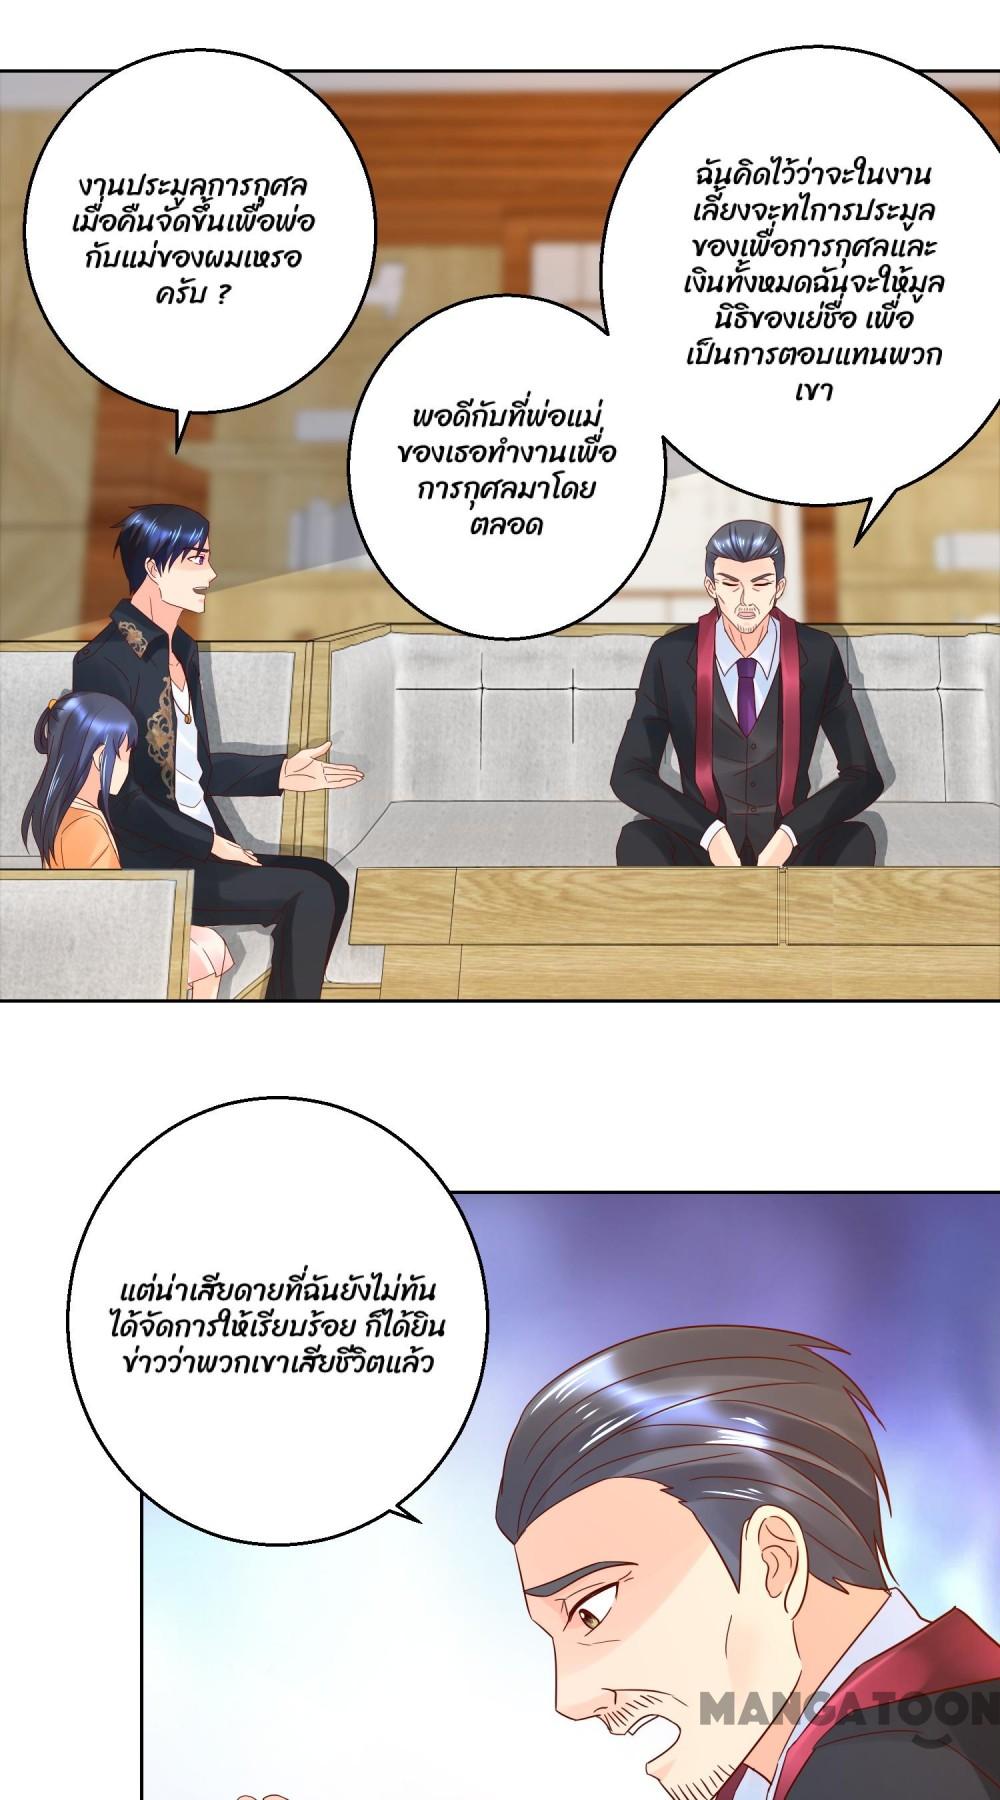 งานประมูลการกุศล
เมื่อคืนจัดขึ้นเพื่อพ่อ
กับแม่ของผมเหรอ
ครับ ?
ฉันคิดไว้ว่าจะในงาน
เลี้ยงจะทไการประมูล
ของเพื่อการกุศลและ
เงินทั้งหมดฉันจะให้มูล
นิธิของเย่ชื่อ เพื่อ
เป็นการตอบแทนพวก
เขา
พอดีกับที่พ่อแม่
ของเธอทำงานเพื่อ
การกุศลมาโดย
ตลอด
แต่น่าเสียดายที่ฉันยังไม่ทัน
ได้จัดการให้เรียบร้อย ก็ได้ยิน
ข่าวว่าพวกเขาเสียชีวิตแล้ว
MANGATOON